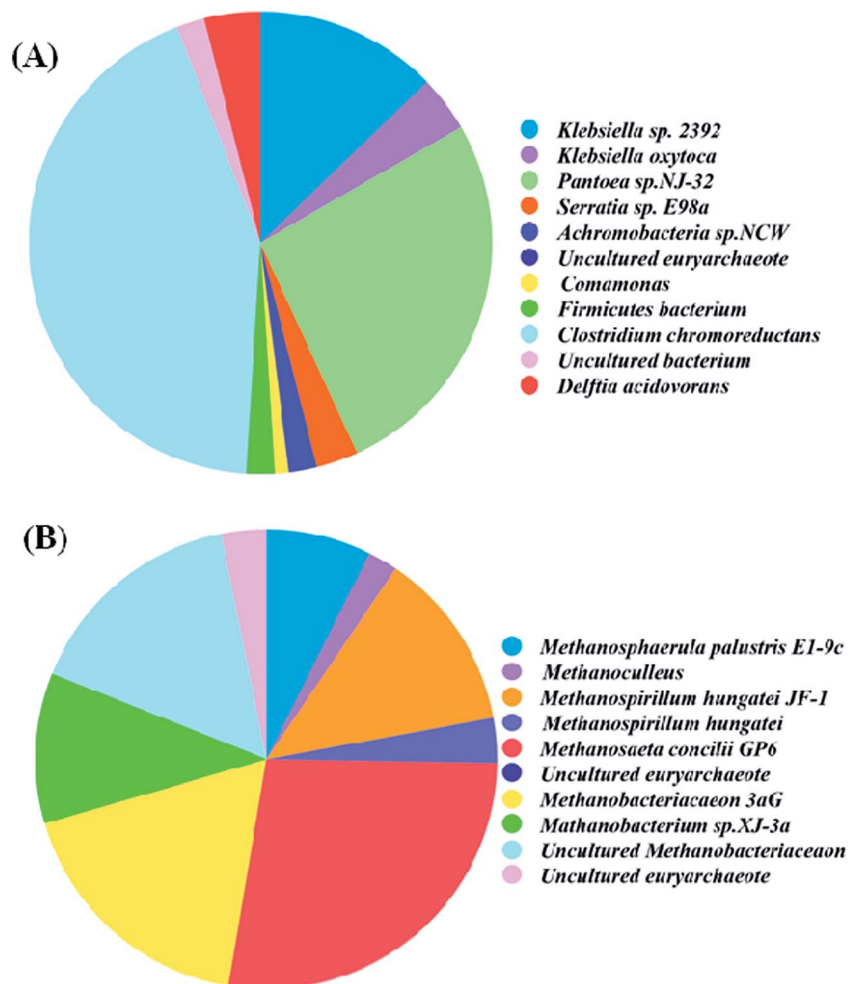 (A)
Klebsiella sp. 2392
Klebsiella oxytoca
Pantoea sp.NJ-32
Serratia sp. E98a
Achromobacteria sp.NCW
Uncultured euryarchaeote
Comamonas
Firmicutes bacterium
Clostridium chromoreductans
Uncultured bacterium
Delftia acidovorans
(B)
Methanosphaerula palustris E1-9c
Methanoculleus
Methanospirillum hungatei JF-1
Methanospirillum hungatei
Methanosaeta concilii GP6
Uncultured euryarchaeote
Methanobacteriacaeon 3aG
Mathanobacterium sp.XJ-3a
Uncultured Methanobacteriaceaon
Uncultured euryarchaeote